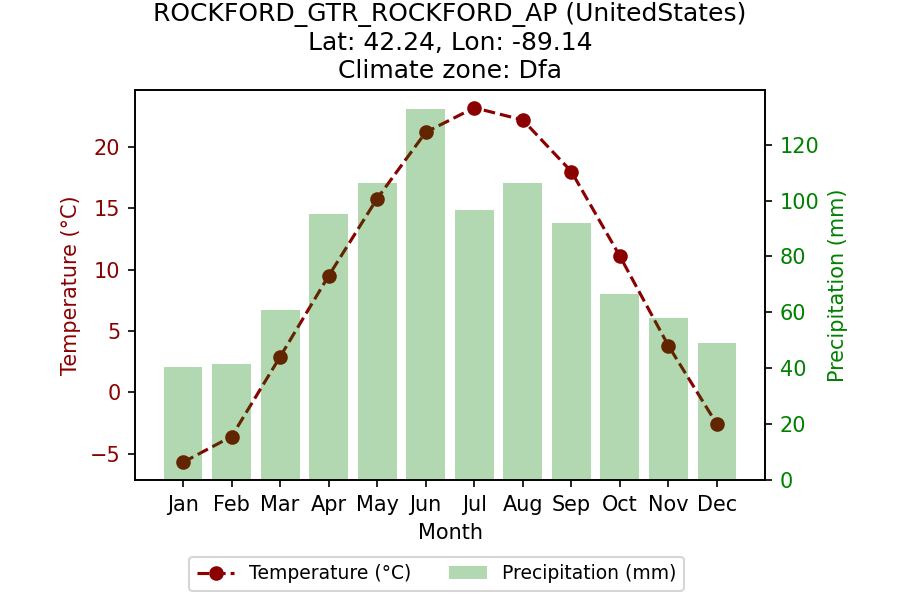 ROCKFORD_GTR_ROCKFORD_AP (UnitedStates)
Lat: 42.24, Lon: -89.14
Climate zone: Dfa
Temperature (°C)
20
15
10
5
0
−5
120
100
80
60
40
20
0
Precipitation (mm)
Jan Feb Mar Apr May Jun Jul Aug Sep Oct Nov Dec
Month
Temperature (°C) Precipitation (mm)